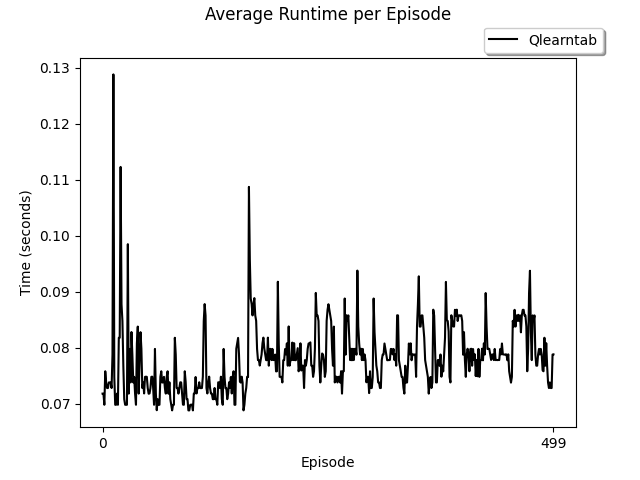 Average Runtime per Episode
Qlearntab
0.13
0.12
0.11
0.10
0.09
0.08
0.07
Time (seconds)
0
499
Episode